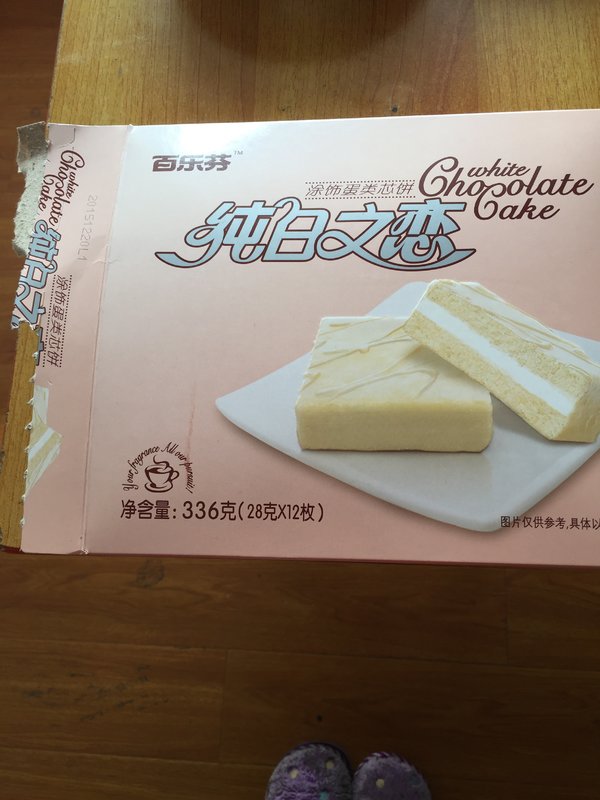 百乐芬™
涂饰蛋类芯饼
white
Chocolate
Cake
纯白之恋
Your fragrance All our pursuit!
净含量: 336克(28克X12枚)
图片仅供参考,具体以
white
Chocolate
Cake
纯白之
涂饰蛋类芯饼
20151220L1